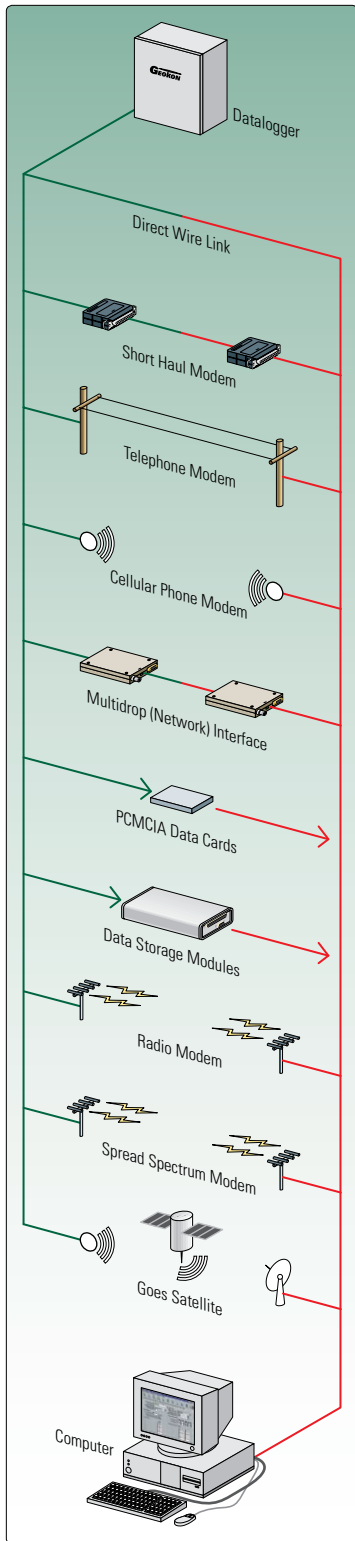 GEOKON
Datalogger
Direct Wire Link
Short Haul Modem
Telephone Modem
Cellular Phone Modem
Multidrop (Network) Interface
PCMCIA Data Cards
Data Storage Modules
Radio Modem
Spread Spectrum Modem
Goes Satellite
Computer